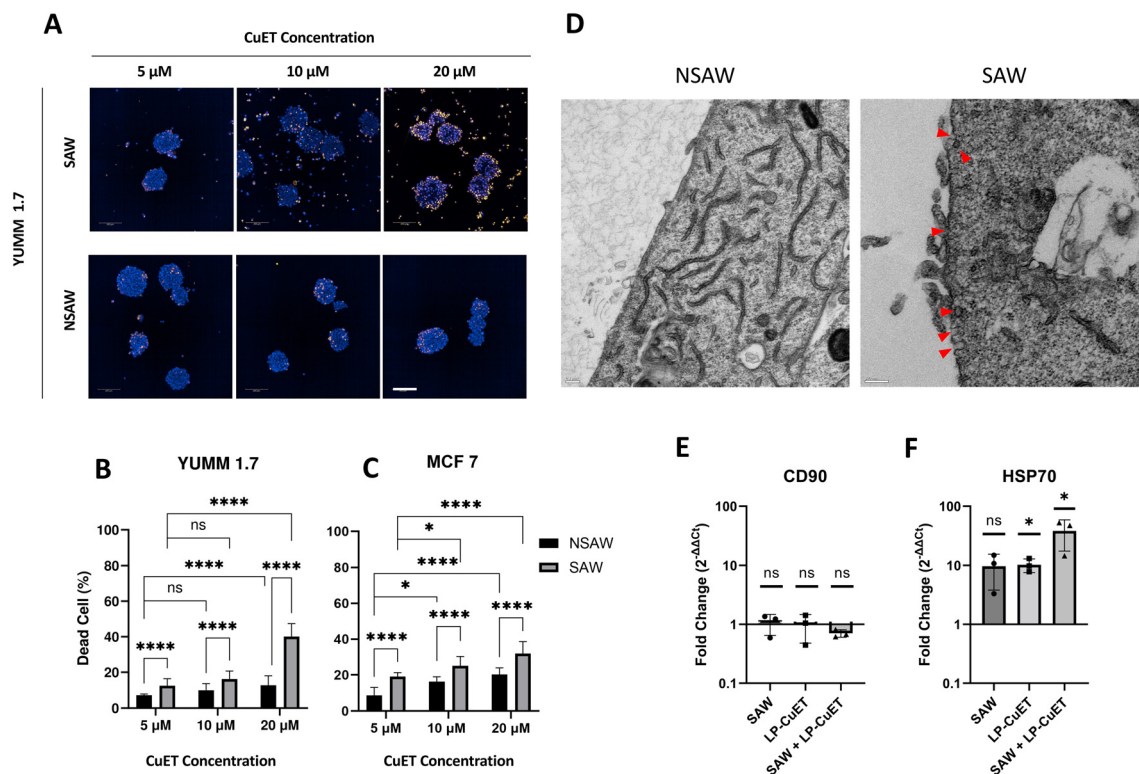 A
CuET Concentration
5 µM
10 µM
20 µM
YUMM 1.7
SAW
NSAW
D
NSAW
SAW
B
YUMM 1.7
Dead Cell (%)
100
80
60
40
20
0
****
ns
****
ns
****
****
****
5 µM
10 µM
20 µM
CuET Concentration
C
MCF 7
100
80
60
40
20
0
****
*
****
*
****
****
****
5 µM
10 µM
20 µM
CuET Concentration
NSAW
SAW
E
CD90
Fold Change (2^-ΔΔCt)
100
10
1
0.1
ns
ns
ns
SAW
LP-CuET
SAW + LP-CuET
F
HSP70
Fold Change (2^-ΔΔCt)
100
10
1
0.1
ns
*
*
SAW
LP-CuET
SAW + LP-CuET